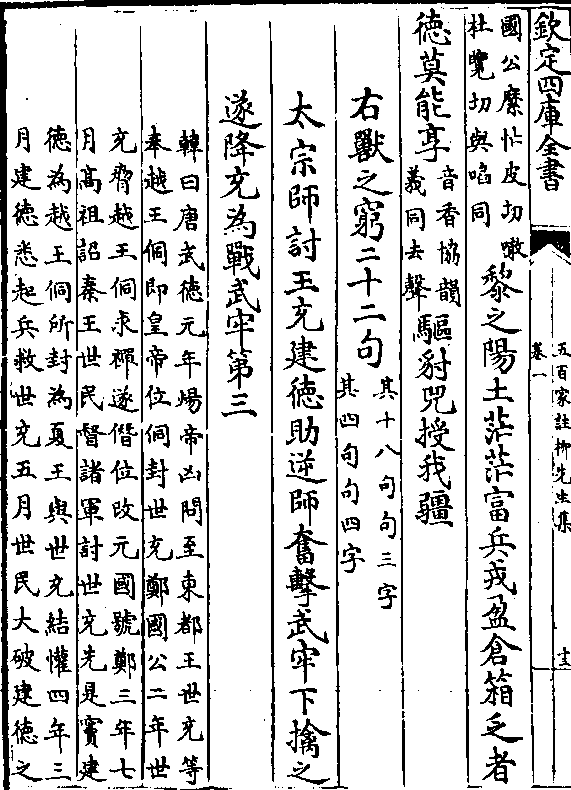 欽定四庫全書
五百家註柳先生集
卷一
十三
國公糜忙皮切噉
杜覽切與啗同
黎之陽土茫茫富兵戎盈倉箱乏者
德莫能享
音香協韻
義同去聲
驅豺兕授我疆
右獸之窮二十二句
其十八句句三字
其四句句四字
太宗師討王充建德助逆師奮擊武牢下擒之
遂降充為戰武牢第三
韓曰唐武德元年煬帝凶問至東都王世充等
奉越王侗即皇帝位侗封世充鄭國公二年世
充脅越王侗求禪遂僭位改元國號鄭三年七
月髙祖詔秦王世民督諸軍討世充先是竇建
德為越王侗所封為夏王與世充結懽四年三
月建德悉起兵救世充五月世民大破建德之